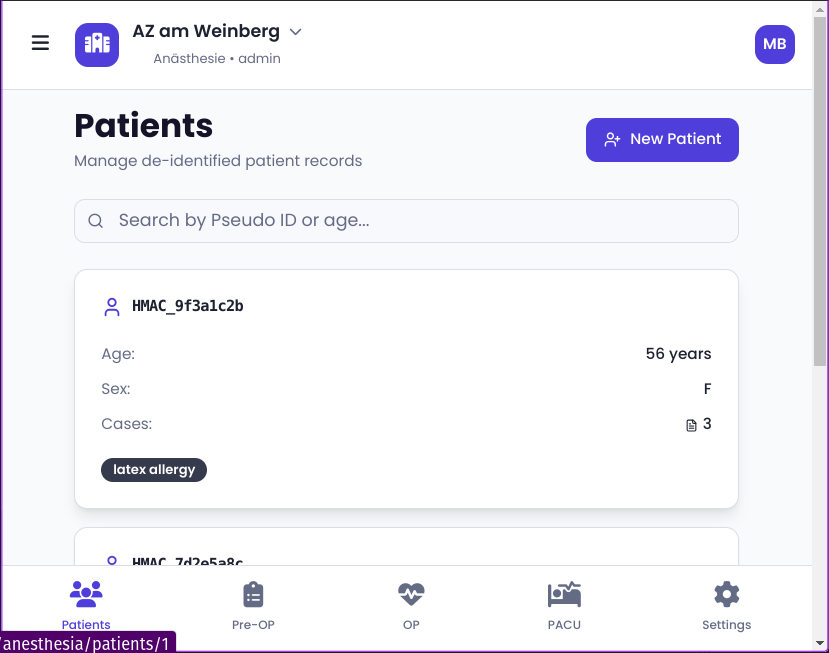 AZ am Weinberg
Anästhesie • admin
MB
Patients
Manage de-identified patient records
New Patient
Search by Pseudo ID or age...
HMAC_9f3a1c2b
Age: 56 years
Sex: F
Cases: 3
latex allergy
HMAC_7d2e5a8c
Patients
Pre-OP
OP
PACU
Settings
/anesthesia/patients/1